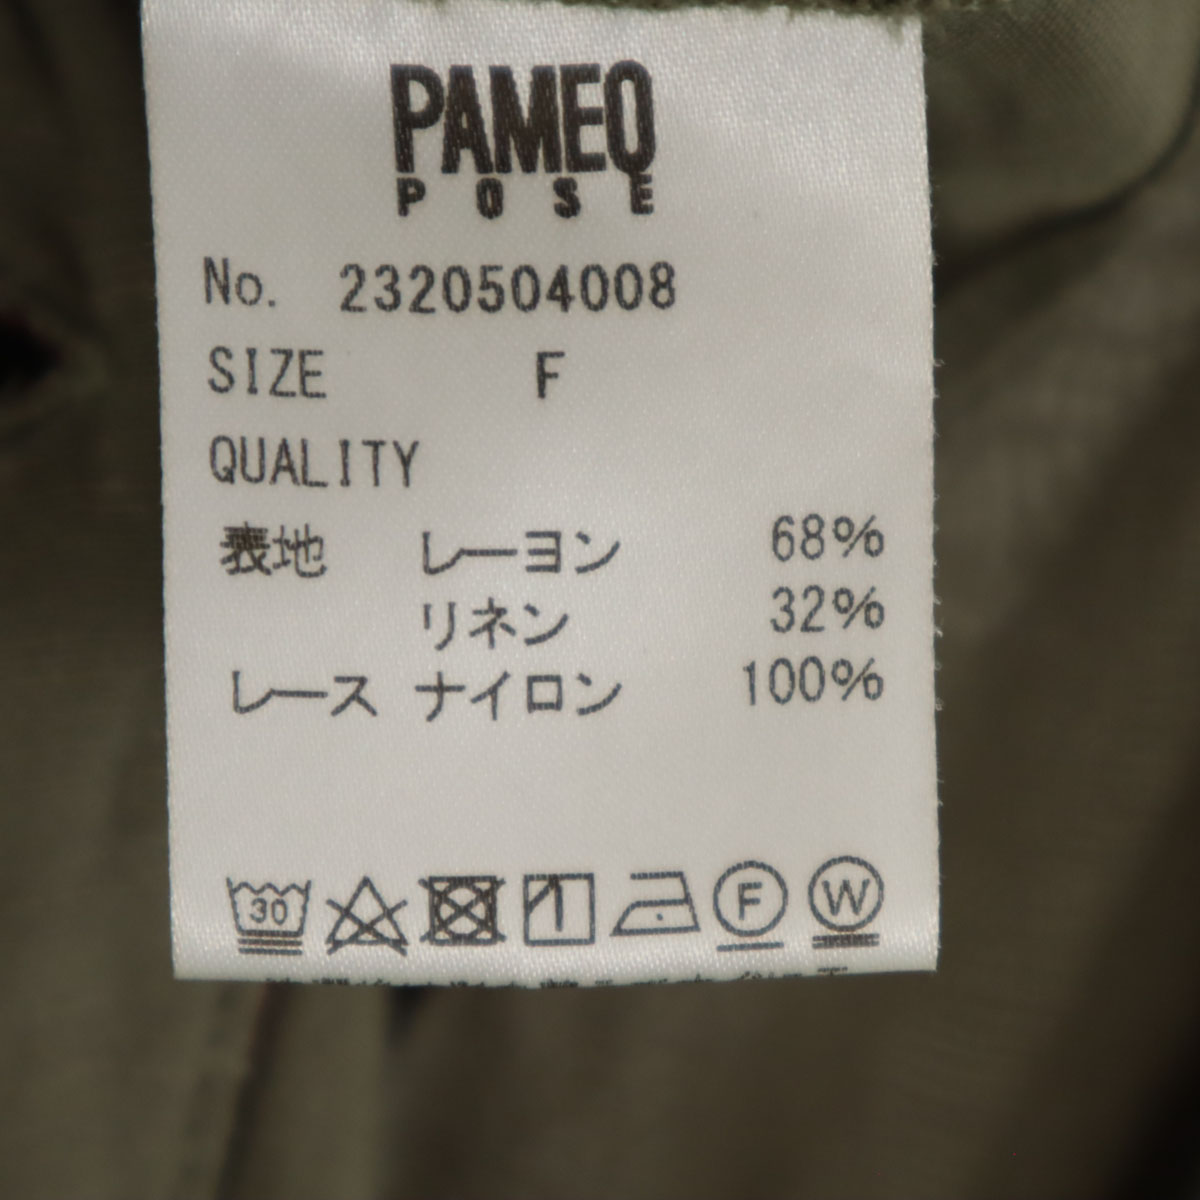 PAMEO
POSE
No. 2320504008
SIZE F
QUALITY
表地 レーヨン 68%
リネン 32%
レース ナイロン 100%
30 F W